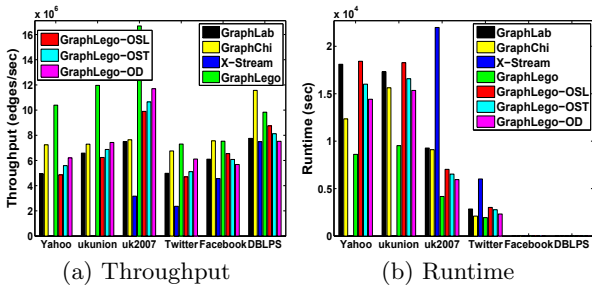 Throughput (edges/sec)
16
14
12
10
8
6
4
2
0
x 10^6
GraphLego-OSL
GraphLego-OST
GraphLego-OD
GraphLab
GraphChi
X-Stream
GraphLego
Yahoo ukunion uk2007 Twitter Facebook DBLPS
(a) Throughput
Runtime (sec)
2
1.5
1
0.5
0
x 10^4
GraphLab
GraphChi
X-Stream
GraphLego
GraphLego-OSL
GraphLego-OST
GraphLego-OD
Yahoo ukunion uk2007 Twitter Facebook DBLPS
(b) Runtime